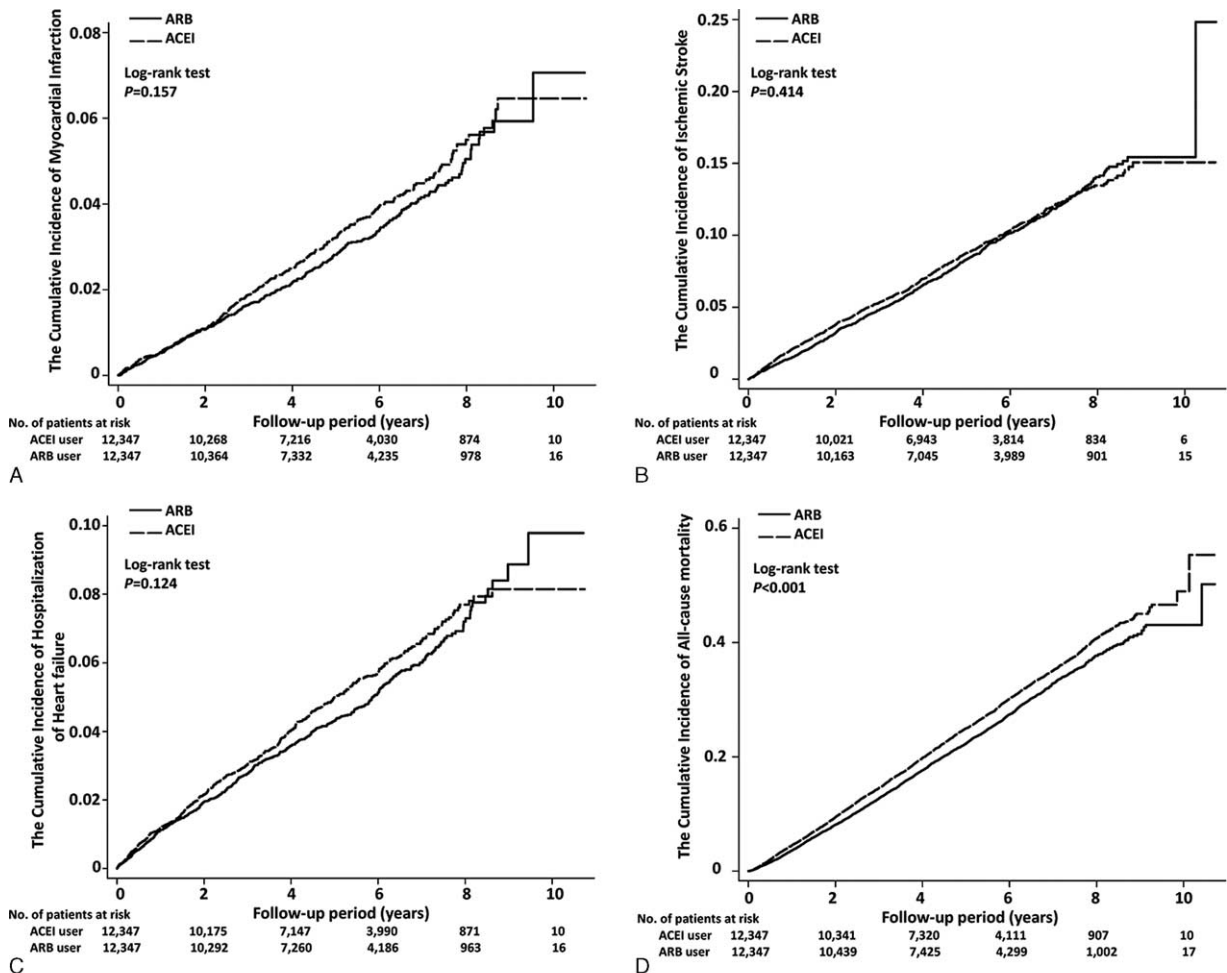 ARB
ACEI
Log-rank test
P=0.157
The Cumulative Incidence of Myocardial Infarction
0.08
0.06
0.04
0.02
0
0 2 4 6 8 10
Follow-up period (years)
No. of patients at risk
ACEI user 12,347 10,268 7,216 4,030 874 10
ARB user 12,347 10,364 7,332 4,235 978 16
A
ARB
ACEI
Log-rank test
P=0.414
The Cumulative Incidence of Ischemic Stroke
0.25
0.20
0.15
0.10
0.05
0
0 2 4 6 8 10
Follow-up period (years)
No. of patients at risk
ACEI user 12,347 10,021 6,943 3,814 834 6
ARB user 12,347 10,163 7,045 3,989 901 15
B
ARB
ACEI
Log-rank test
P=0.124
The Cumulative Incidence of Hospitalization
of Heart failure
0.10
0.08
0.06
0.04
0.02
0
0 2 4 6 8 10
Follow-up period (years)
No. of patients at risk
ACEI user 12,347 10,175 7,147 3,990 871 10
ARB user 12,347 10,292 7,260 4,186 963 16
C
ARB
ACEI
Log-rank test
P<0.001
The Cumulative Incidence of All-cause mortality
0.6
0.4
0.2
0
0 2 4 6 8 10
Follow-up period (years)
No. of patients at risk
ACEI user 12,347 10,341 7,320 4,111 907 10
ARB user 12,347 10,439 7,425 4,299 1,002 17
D